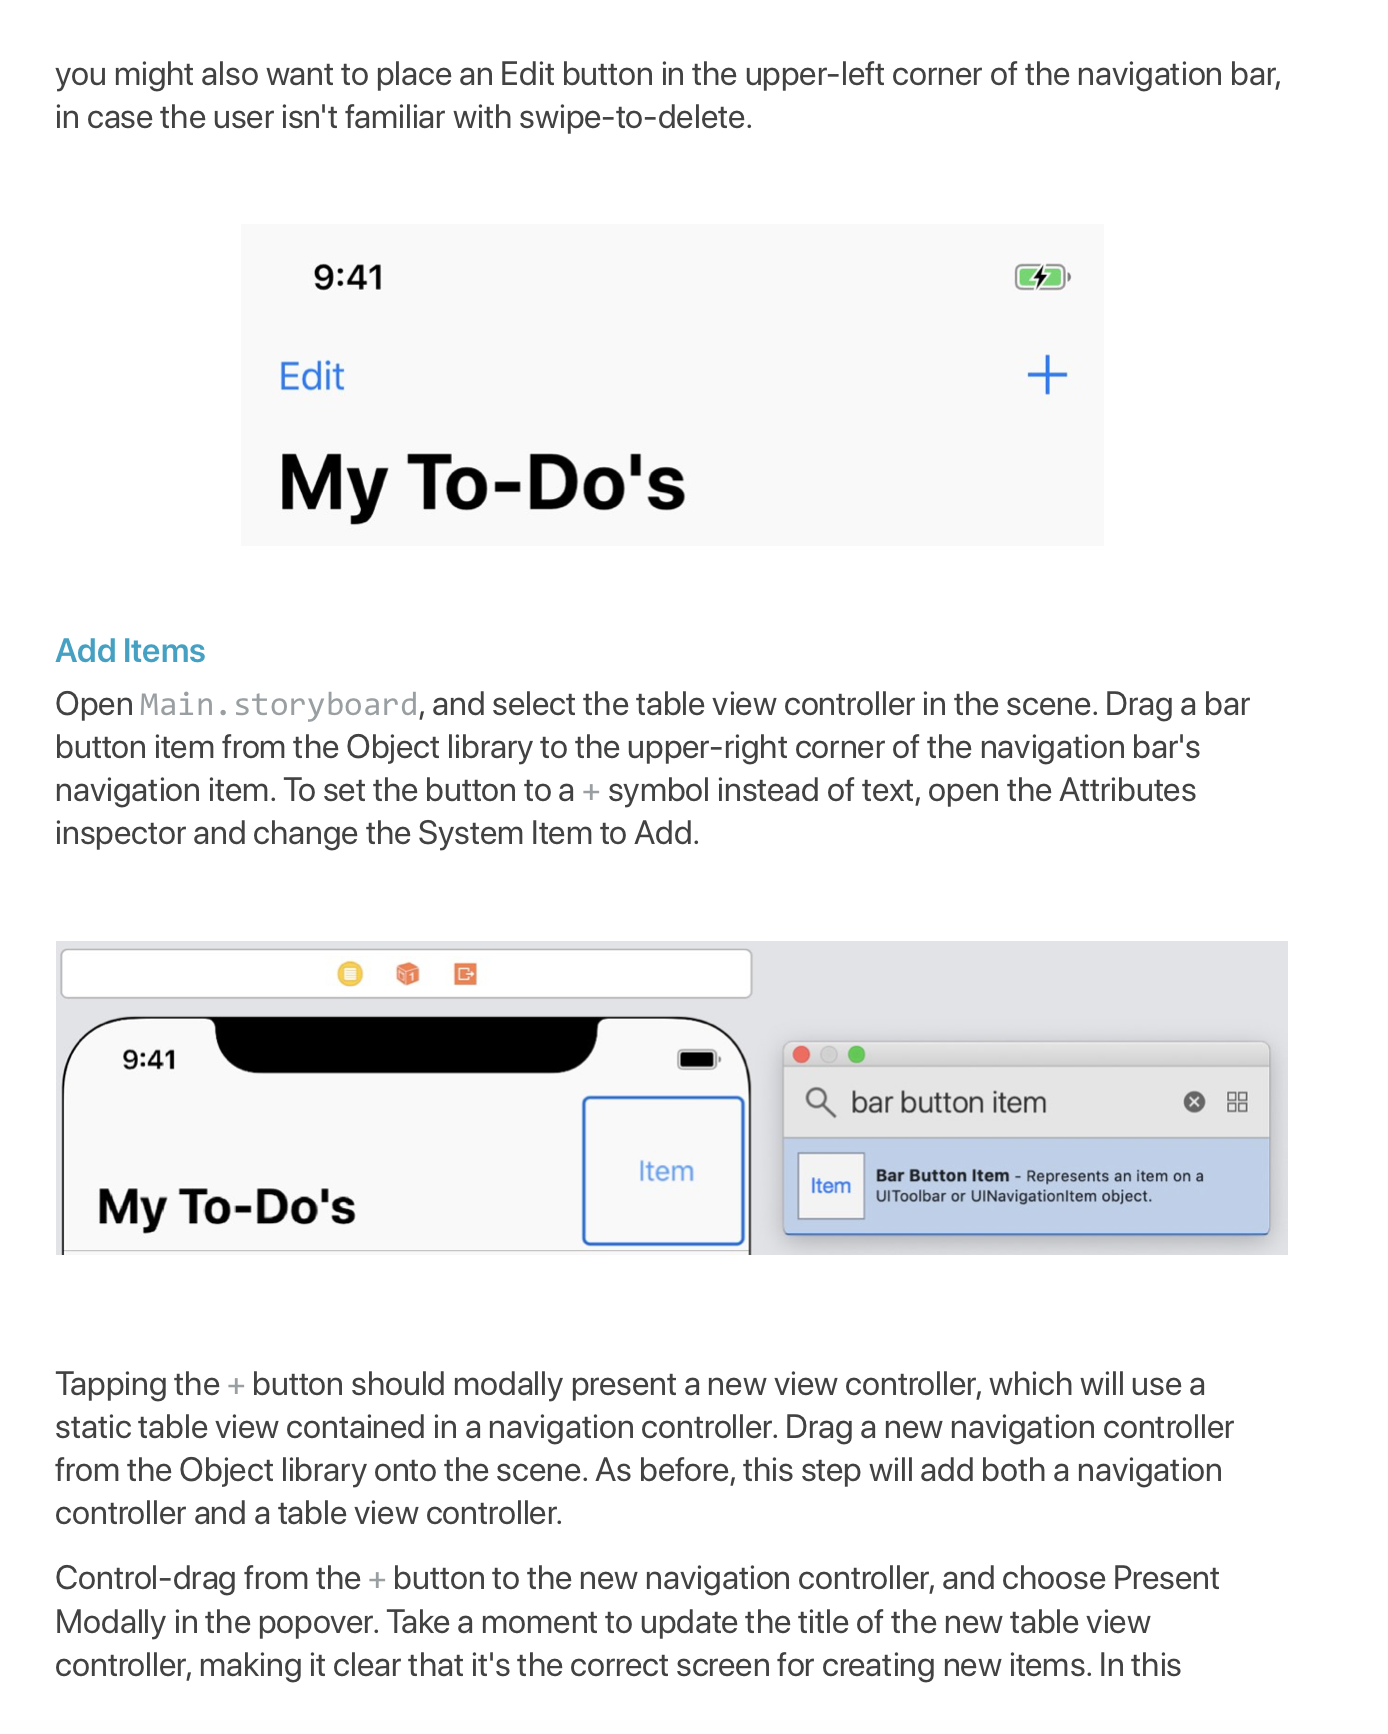 you might also want to place an Edit button in the upper-left corner of the navigation bar,
in case the user isn't familiar with swipe-to-delete.
9:41
Edit +
My To-Do's
Add Items
Open Main.storyboard, and select the table view controller in the scene. Drag a bar
button item from the Object library to the upper-right corner of the navigation bar's
navigation item. To set the button to a + symbol instead of text, open the Attributes
inspector and change the System Item to Add.
9:41
Item
My To-Do's
bar button item
Item
Bar Button Item - Represents an item on a
UIToolbar or UINavigationItem object.
Tapping the + button should modally present a new view controller, which will use a
static table view contained in a navigation controller. Drag a new navigation controller
from the Object library onto the scene. As before, this step will add both a navigation
controller and a table view controller.
Control-drag from the + button to the new navigation controller, and choose Present
Modally in the popover. Take a moment to update the title of the new table view
controller, making it clear that it's the correct screen for creating new items. In this